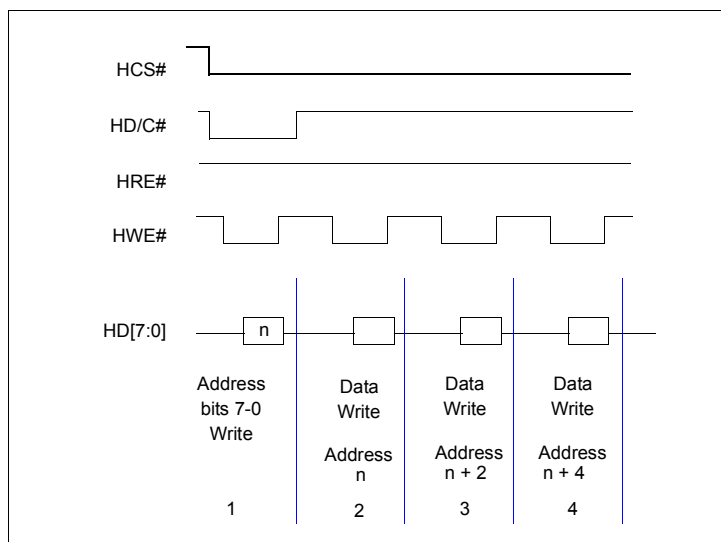 HCS#
HD/C#
HRE#
HWE#
HD[7:0]
n
Address
bits 7-0
Write
Data
Write
Address
n
Data
Write
Address
n + 2
Data
Write
Address
n + 4
1
2
3
4